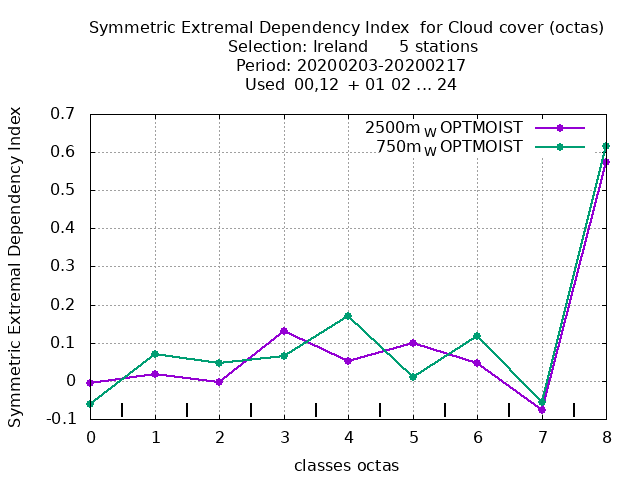 Symmetric Extremal Dependency Index for Cloud cover (octas)
Selection: Ireland 5 stations
Period: 20200203-20200217
Used 00,12 + 01 02 ... 24
Symmetric Extremal Dependency Index
0.7
0.6
0.5
0.4
0.3
0.2
0.1
0
-0.1
2500m W OPTMOIST
750m W OPTMOIST
0 1 2 3 4 5 6 7 8
classes octas